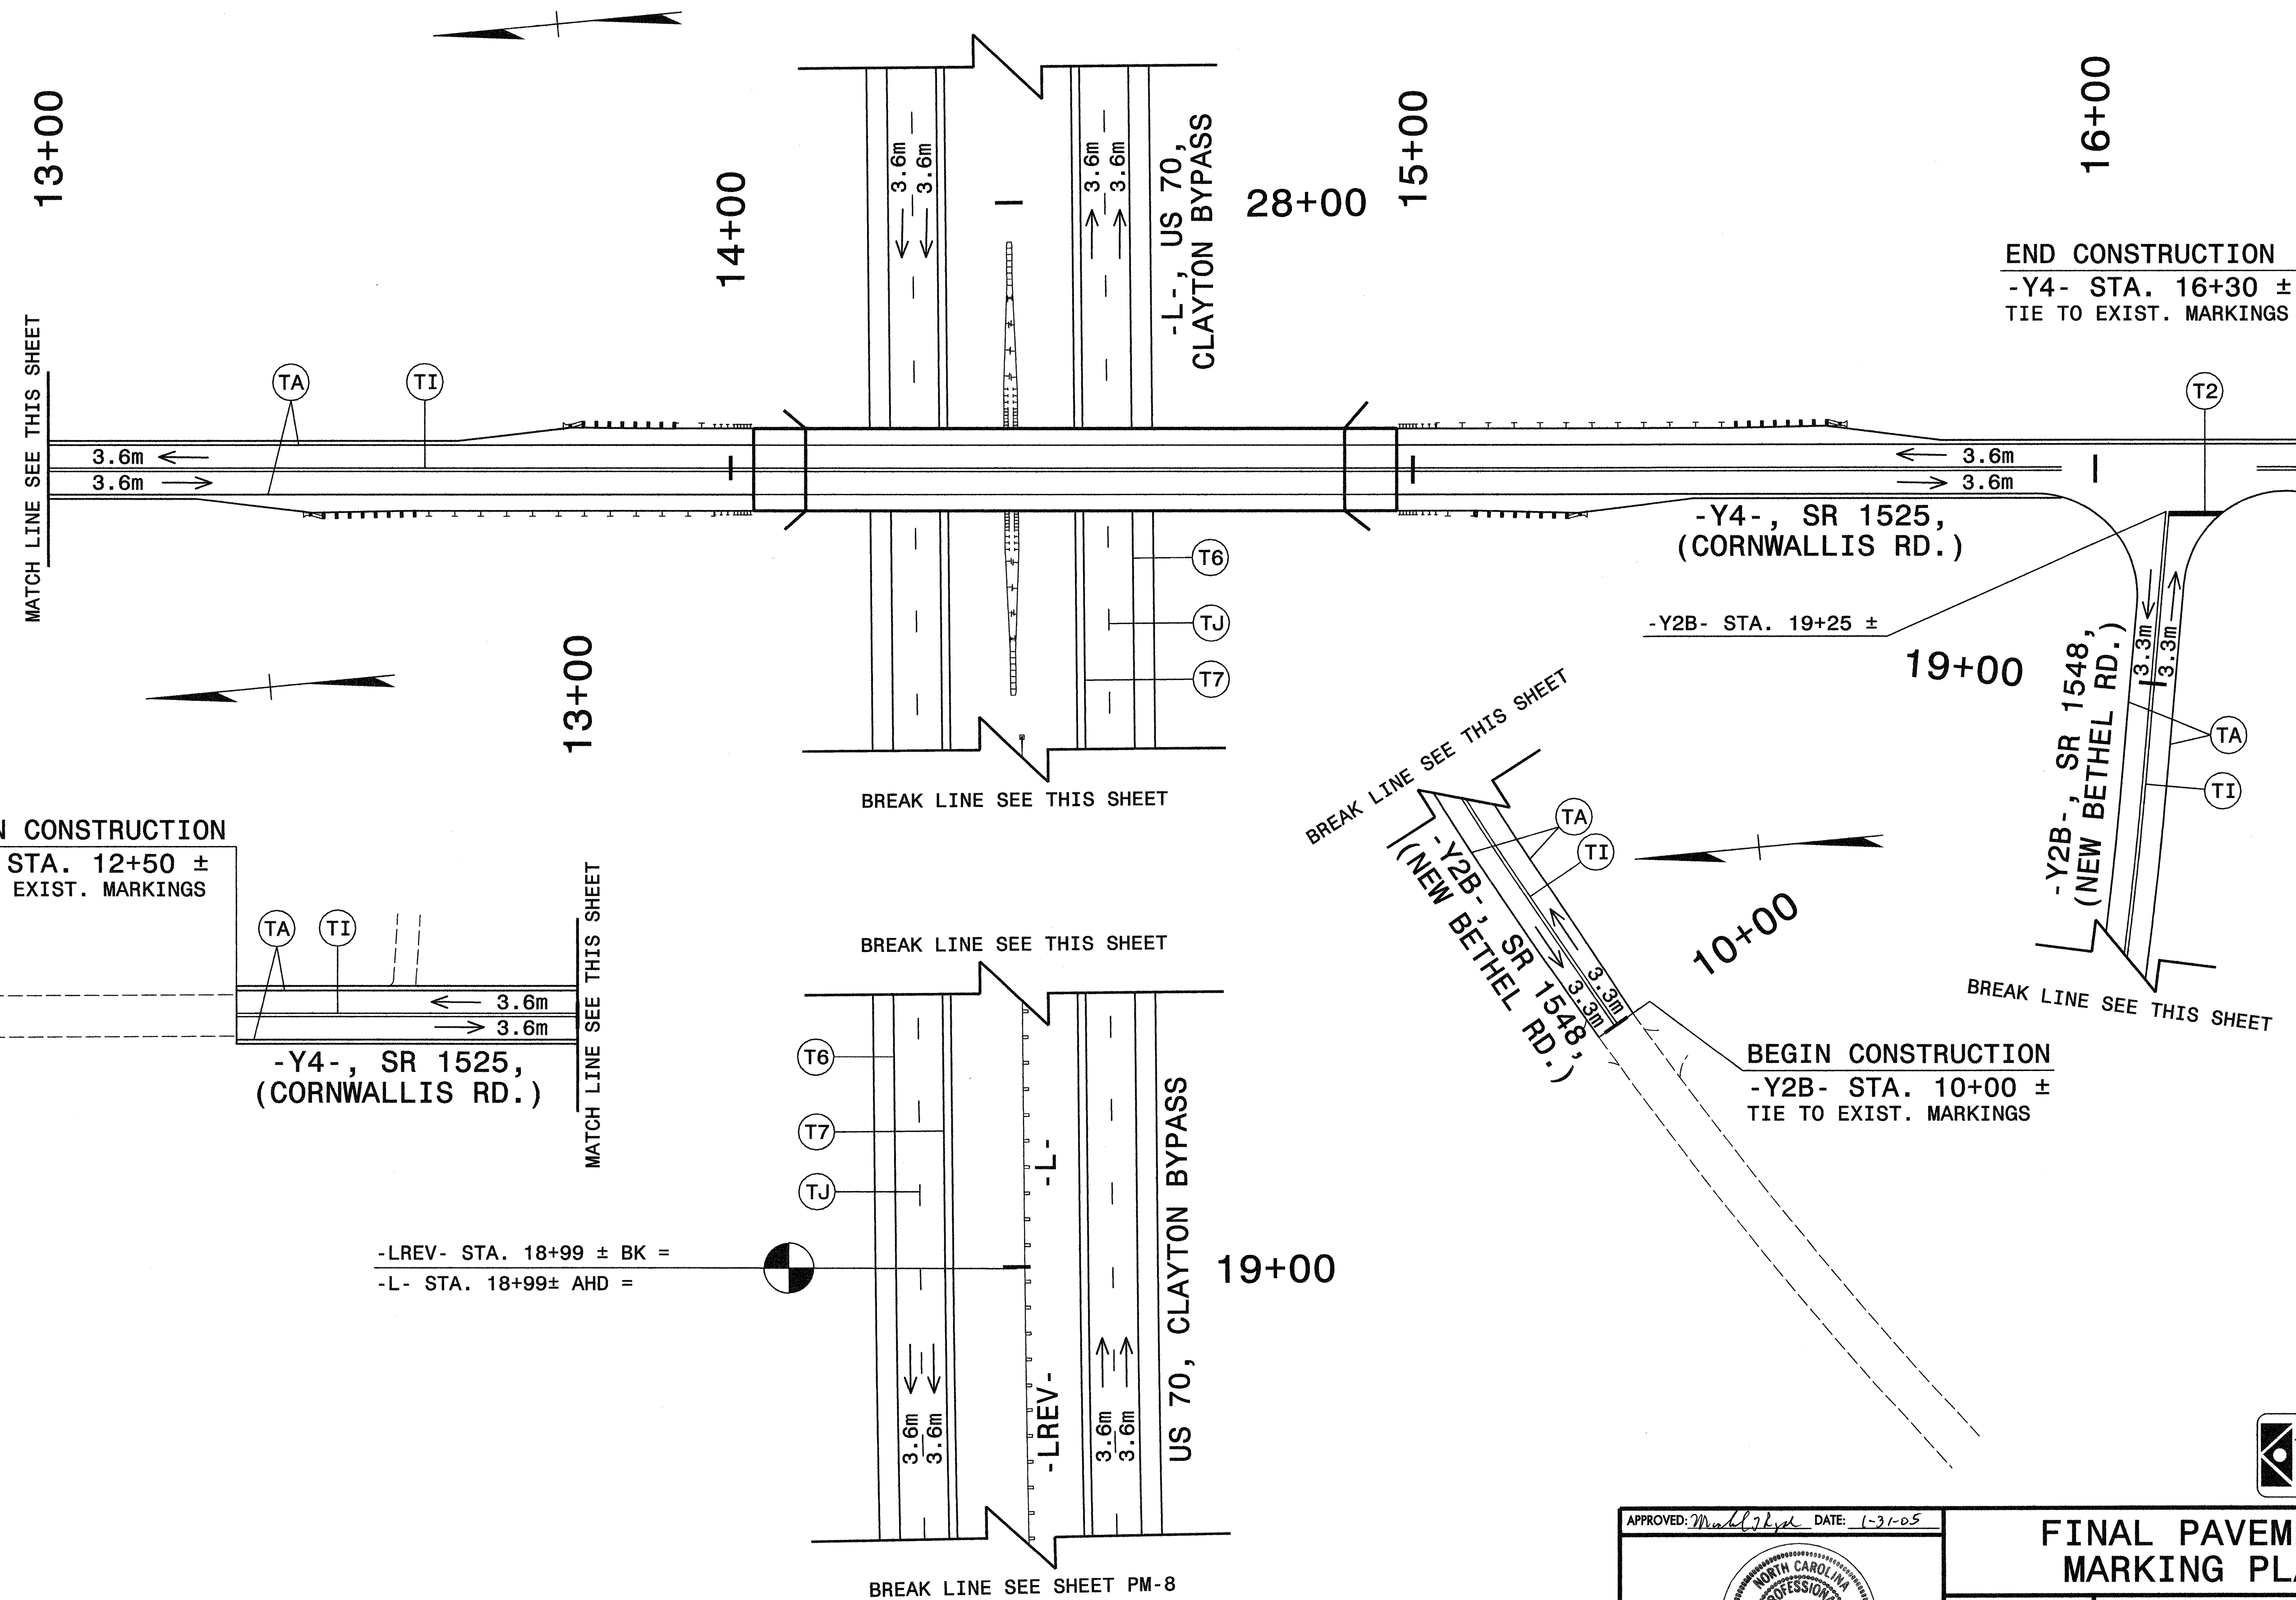 13+00
14+00
15+00
16+00
3.6m
3.6m
3.6m
3.6m
-L-, US 70,
CLAYTON BYPASS
28+00
END CONSTRUCTION
-Y4- STA. 16+30 ±
TIE TO EXIST. MARKINGS
MATCH LINE SEE THIS SHEET
TA
TI
T2
3.6m
3.6m
3.6m
3.6m
-Y4-, SR 1525,
(CORNWALLIS RD.)
T6
TJ
T7
-Y2B- STA. 19+25 ±
19+00
3.3m
3.3m
-Y2B-, SR 1548,
(NEW BETHEL RD.)
TA
TI
BREAK LINE SEE THIS SHEET
13+00
BREAK LINE SEE THIS SHEET
BREAK LINE SEE THIS SHEET
N CONSTRUCTION
STA. 12+50 ±
EXIST. MARKINGS
TA
TI
3.6m
3.6m
-Y4-, SR 1525,
(CORNWALLIS RD.)
MATCH LINE SEE THIS SHEET
BREAK LINE SEE THIS SHEET
T6
T7
TJ
-L-
-LREV-
US 70, CLAYTON BYPASS
-LREV- STA. 18+99 ± BK =
-L- STA. 18+99± AHD =
19+00
3.6m
3.6m
3.6m
3.6m
BREAK LINE SEE SHEET PM-8
TA
TI
-Y2B-, SR 1548,
(NEW BETHEL RD.)
3.3m
3.3m
10+00
BEGIN CONSTRUCTION
-Y2B- STA. 10+00 ±
TIE TO EXIST. MARKINGS
APPROVED: DATE: 1-31-05
NORTH CAROLINA
PROFESSIONAL
FINAL PAVEM
MARKING PLA